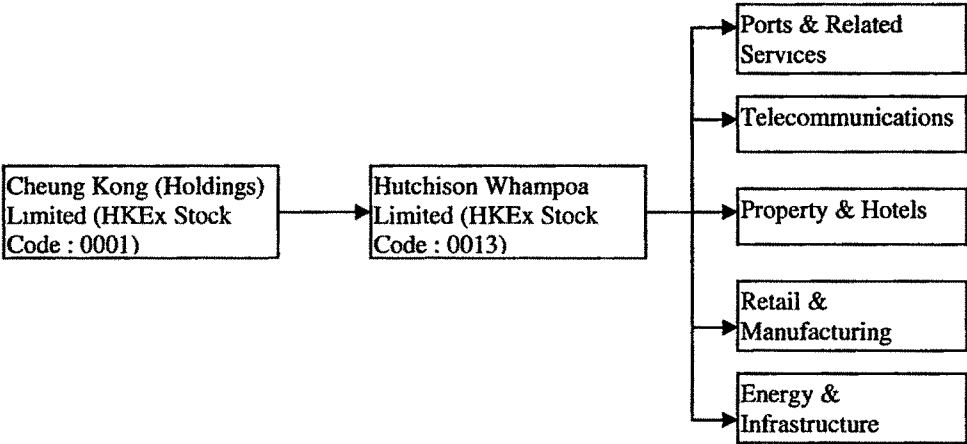 Cheung Kong (Holdings)
Limited (HKEx Stock
Code : 0001)
Hutchison Whampoa
Limited (HKEx Stock
Code : 0013)
Ports & Related
Services
Telecommunications
Property & Hotels
Retail &
Manufacturing
Energy &
Infrastructure